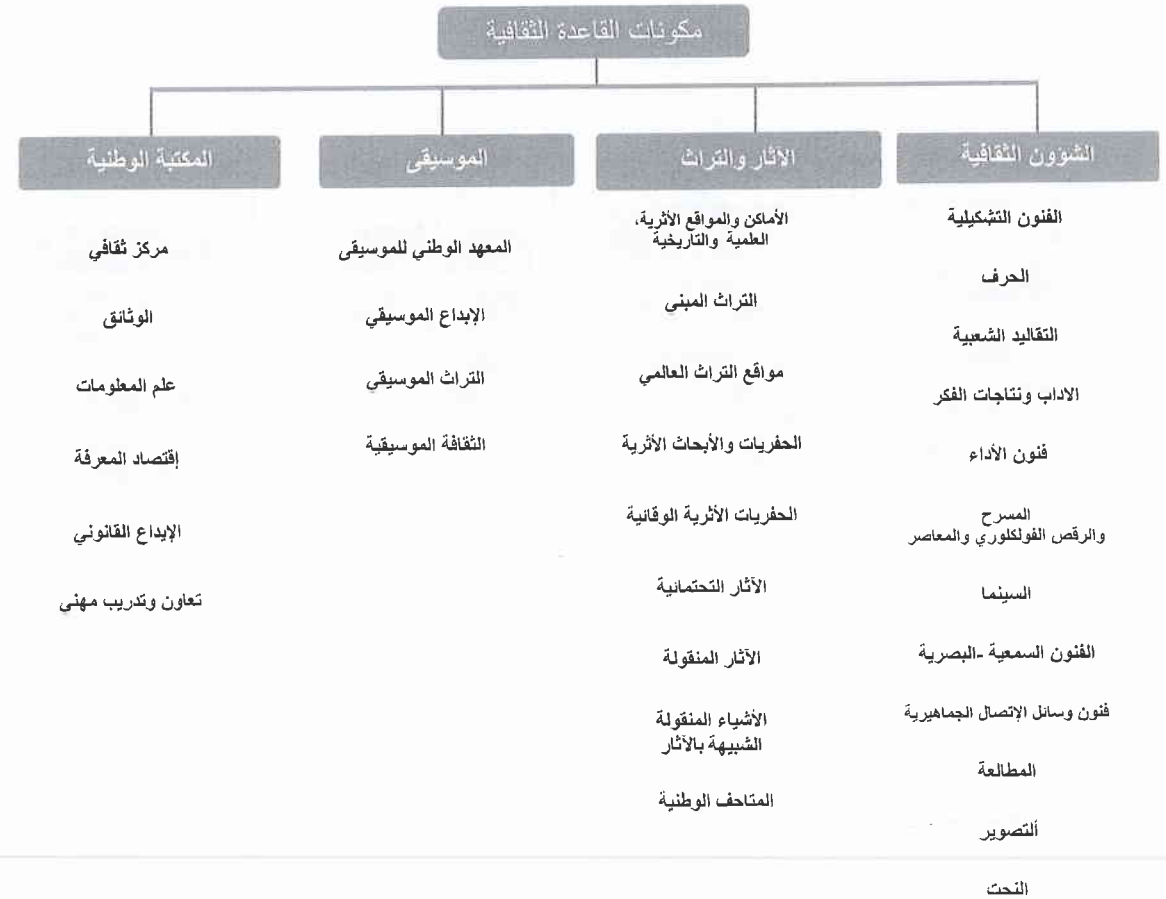 مكونات القاعدة الثقافية
الشؤوون الثقافية
الفنون التشكيلية
الحرف
التقاليد الشعبية
الاداب ونتاجات الفكر
فنون الأداء
المسرح
والرقص الفولكلوري والمعاصر
السينما
الفنون السمعية -البصرية
فنون وسائل الإتصال الجماهيرية
المطالعة
ألتصوير
النحت
الاثار والتراث
الأماكن والمواقع الأثرية،
العلمية والتاريخية
التراث المبني
مواقع التراث العالمي
الحفريات والأبحاث الأثرية
الحفريات الأثرية الوقائية
الآثار التحتمائية
الآثار المنقولة
الأشياء المنقولة
الشبيهة بالآثار
المتاحف الوطنية
الموسيقى
المعهد الوطني للموسيقى
الإبداع الموسيقي
التراث الموسيقي
الثقافة الموسيقية
المكتبة الوطنية
مركز ثقافي
الوثائق
علم المعلومات
إقتصاد المعرفة
الإيداع القانوني
تعاون وتدريب مهني